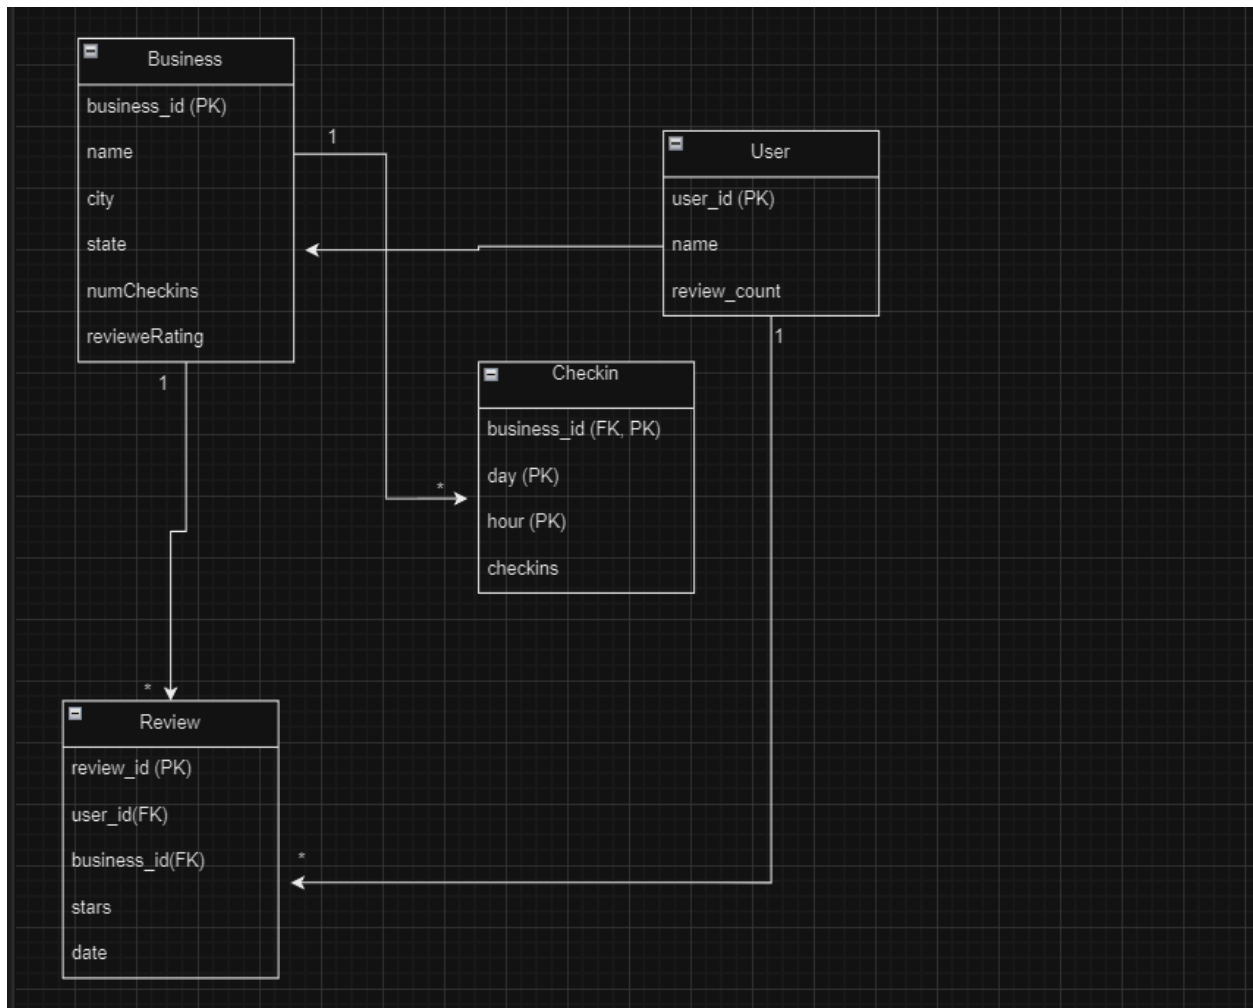 Business
business_id (PK)
name
city
state
numCheckins
revieweRating
1
1
User
user_id (PK)
name
review_count
1
Checkin
business_id (FK, PK)
day (PK)
hour (PK)
checkins
*
*
Review
review_id (PK)
user_id(FK)
business_id(FK)
stars
date
*